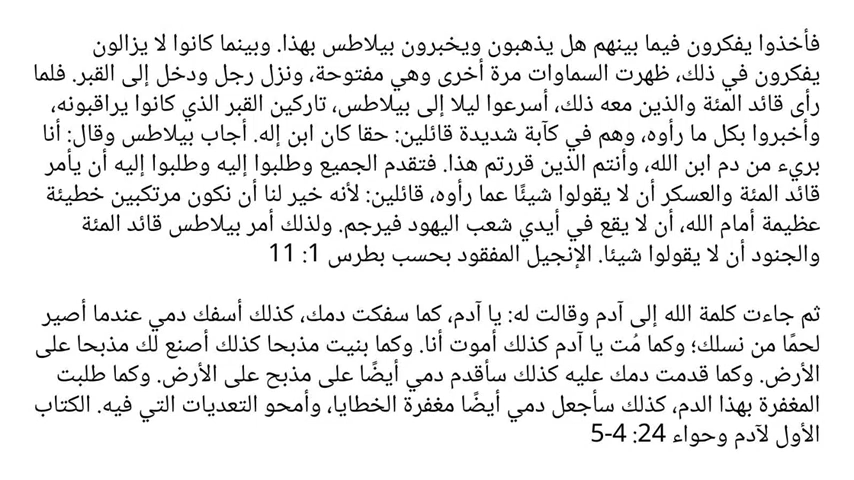 فأخذوا يفكرون فيما بينهم هل يذهبون ويخبرون بيلاطس بهذا. وبينما كانوا لا يزالون
يفكرون في ذلك، ظهرت السماوات مرة أخرى وهي مفتوحة، ونزل رجل ودخل إلى القبر. فلما
رأى قائد المئة والذين معه ذلك، أسرعوا ليلا إلى بيلاطس، تاركين القبر الذي كانوا يراقبونه،
وأخبروا بكل ما رأوه، وهم في كآبة شديدة قائلين: حقا كان ابن إله. أجاب بيلاطس وقال: أنا
بريء من دم ابن الله، وأنتم الذين قررتم هذا. فتقدم الجميع وطلبوا إليه وطلبوا إليه أن يأمر
قائد المئة والعسكر أن لا يقولوا شيئًا عما رأوه، قائلين: لأنه خير لنا أن نكون مرتكبين خطيئة
عظيمة أمام الله، أن لا يقع في أيدي شعب اليهود فيرجم. ولذلك أمر بيلاطس قائد المئة
والجنود أن لا يقولوا شيئا. الإنجيل المفقود بحسب بطرس 1: 11
ثم جاءت كلمة الله إلى آدم وقالت له: يا آدم، كما سفكت دمك، كذلك أسفك دمي عندما أصير
لحمًا من نسلك؛ وكما مُت يا آدم كذلك أموت أنا. وكما بنيت مذبحا كذلك أصنع لك مذبحا على
الأرض. وكما قدمت دمك عليه كذلك سأقدم دمي أيضًا على مذبح على الأرض. وكما طلبت
المغفرة بهذا الدم، كذلك سأجعل دمي أيضًا مغفرة الخطايا، وأمحو التعديات التي فيه. الكتاب
الأول لآدم وحواء 24: 4-5